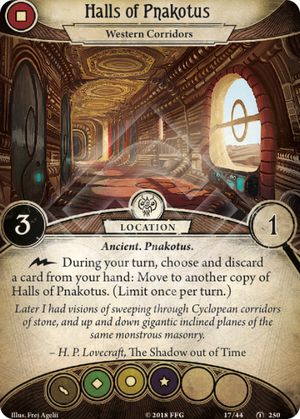 Halls of Pnakotus
Western Corridors
3
LOCATION
1
Ancient. Pnakotus.
During your turn, choose and discard
a card from your hand: Move to another copy of
Halls of Pnakotus. (Limit once per turn.)
Later I had visions of sweeping through Cyclopean corridors
of stone, and up and down gigantic inclined planes of the
same monstrous masonry.
– H. P. Lovecraft, The Shadow out of Time
Illus. Frej Agelii
© 2018 FFG
17/44
250